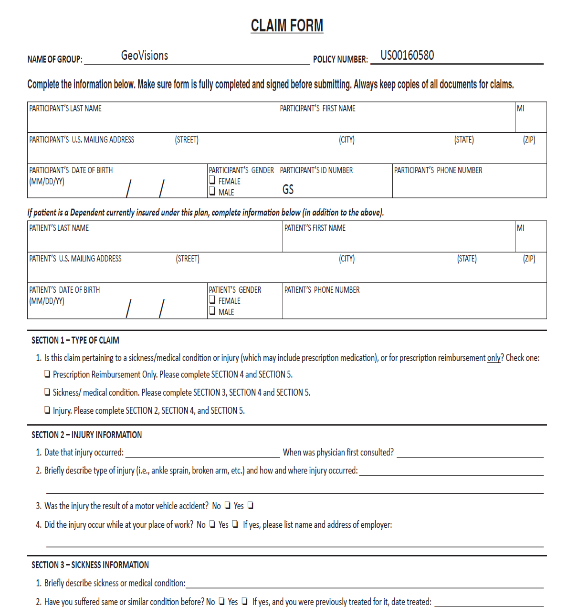 CLAIM FORM
NAME OF GROUP: GeoVisions POLICY NUMBER: US00160580
Complete the information below. Make sure form is fully completed and signed before submitting. Always keep copies of all documents for claims.
PARTICIPANT'S LAST NAME PARTICIPANT'S FIRST NAME MI
PARTICIPANT'S U.S. MAILING ADDRESS (STREET) (CITY) (STATE) (ZIP)
PARTICIPANT'S DATE OF BIRTH PARTICIPANT'S GENDER PARTICIPANT'S ID NUMBER PARTICIPANT'S PHONE NUMBER
(MM/DD/YY) / / ❑ FEMALE
❑ MALE GS
If patient is a Dependent currently insured under this plan, complete information below (in addition to the above).
PATIENT'S LAST NAME PATIENT'S FIRST NAME MI
PATIENT'S U.S. MAILING ADDRESS (STREET) (CITY) (STATE) (ZIP)
PATIENT'S DATE OF BIRTH PATIENT'S GENDER PATIENT'S PHONE NUMBER
(MM/DD/YY) / / ❑ FEMALE
❑ MALE
SECTION 1 – TYPE OF CLAIM
1. Is this claim pertaining to a sickness/medical condition or injury (which may include prescription medication), or for prescription reimbursement only? Check one:
❑ Prescription Reimbursement Only. Please complete SECTION 4 and SECTION 5.
❑ Sickness/ medical condition. Please complete SECTION 3, SECTION 4 and SECTION 5.
❑ Injury. Please complete SECTION 2, SECTION 4, and SECTION 5.
SECTION 2 – INJURY INFORMATION
1. Date that injury occurred: When was physician first consulted?
2. Briefly describe type of injury (i.e., ankle sprain, broken arm, etc.) and how and where injury occurred:
3. Was the injury the result of a motor vehicle accident? No ❑ Yes ❑
4. Did the injury occur while at your place of work? No ❑ Yes ❑ If yes, please list name and address of employer:
SECTION 3 – SICKNESS INFORMATION
1. Briefly describe sickness or medical condition:
2. Have you suffered same or similar condition before? No ❑ Yes ❑ If yes, and you were previously treated for it, date treated: